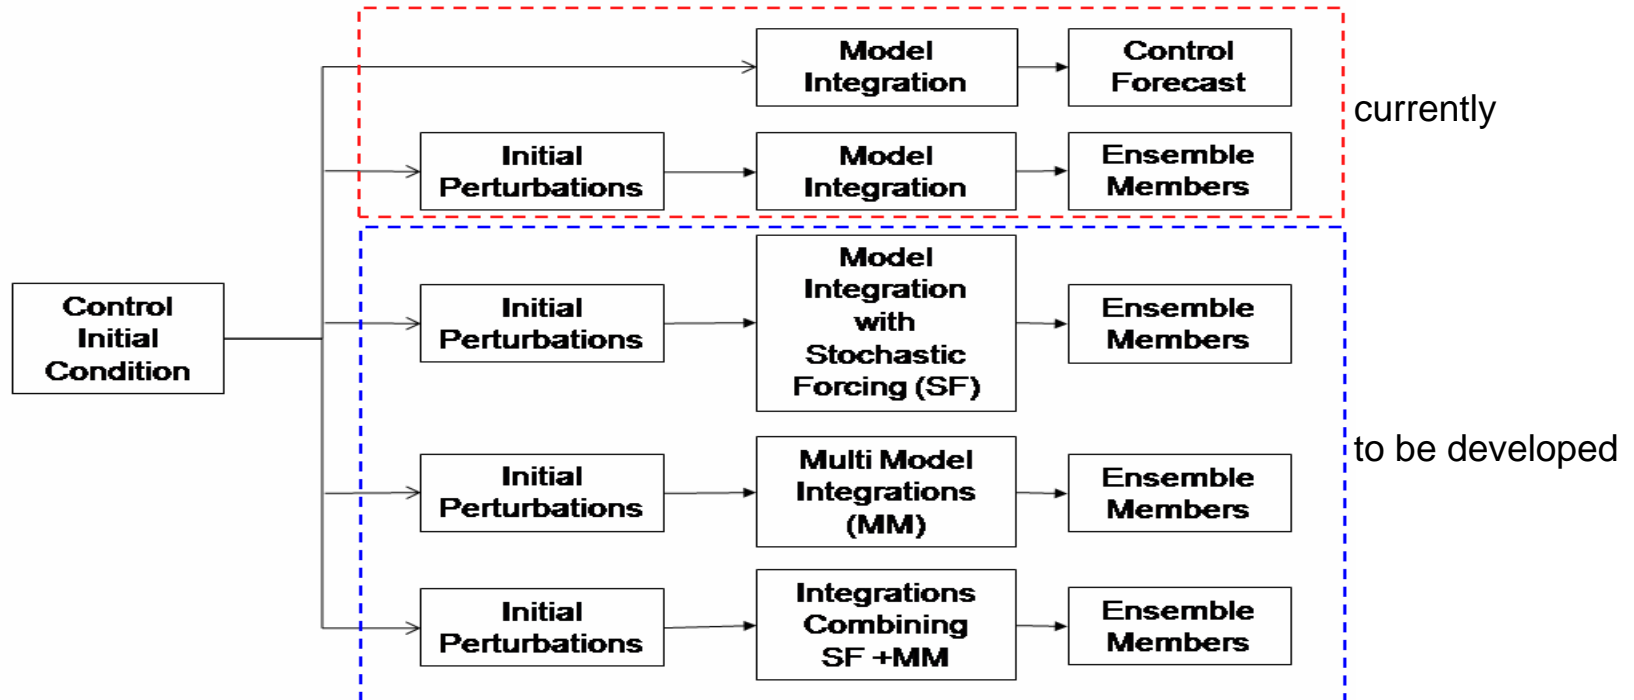 Model
Integration
Control
Forecast
currently
Initial
Perturbations
Model
Integration
Ensemble
Members
Control
Initial
Condition
Initial
Perturbations
Model
Integration
with
Stochastic
Forcing (SF)
Ensemble
Members
to be developed
Initial
Perturbations
Multi Model
Integrations
(MM)
Ensemble
Members
Initial
Perturbations
Integrations
Combining
SF +MM
Ensemble
Members